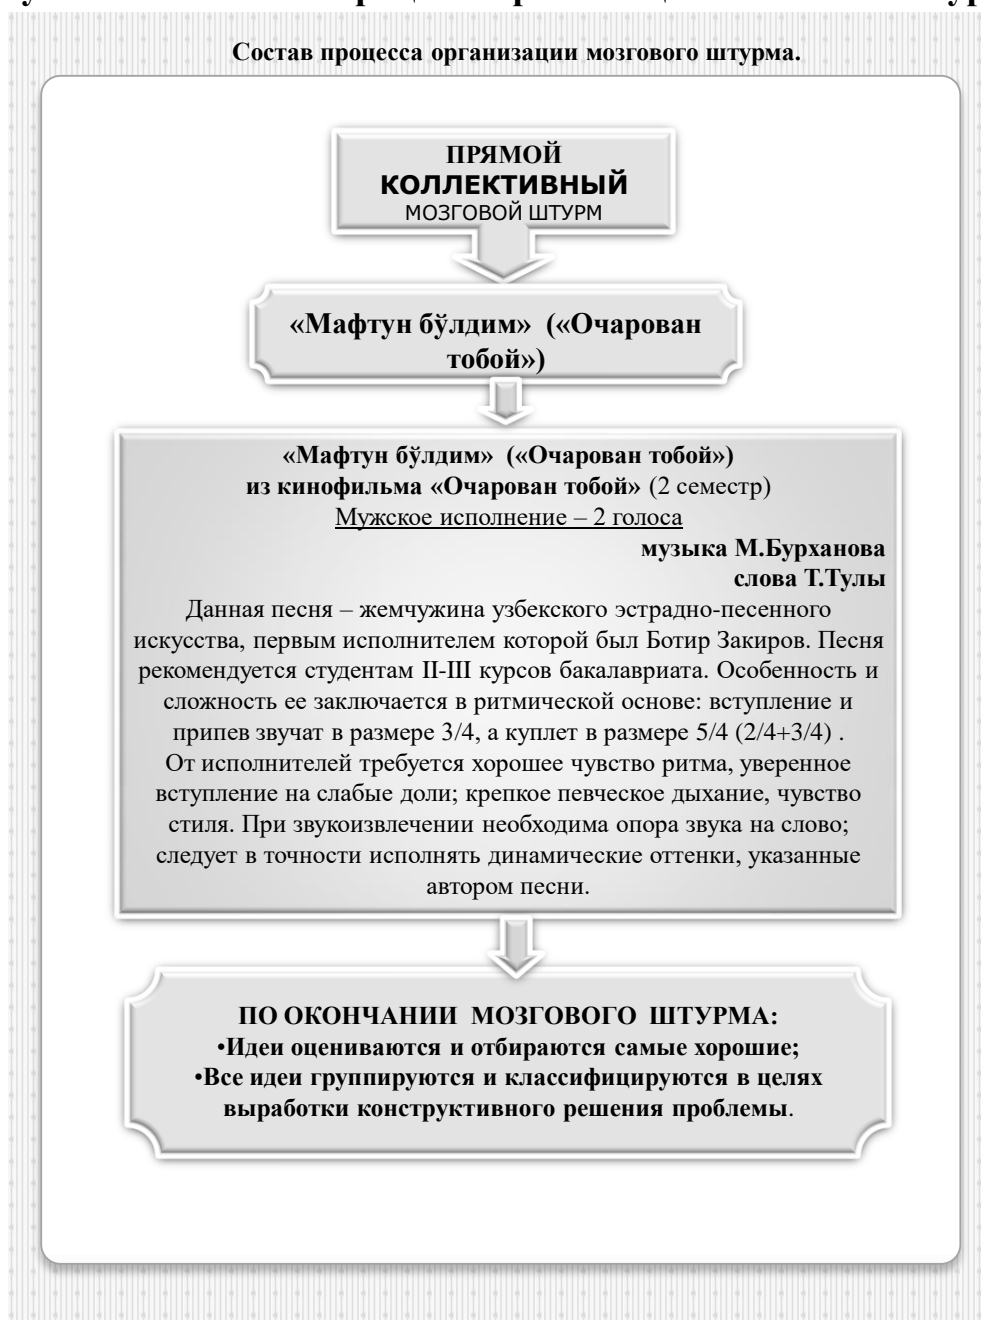 Состав процесса организации мозгового штурма.
ПРЯМОЙ
КОЛЛЕКТИВНЫЙ
МОЗГОВОЙ ШТУРМ
«Мафтун бўлдим» («Очарован
тобой»)
«Мафтун бўлдим» («Очарован тобой»)
из кинофильма «Очарован тобой» (2 семестр)
Мужское исполнение – 2 голоса
музыка М.Бурханова
слова Т.Тулы
Данная песня – жемчужина узбекского эстрадно-песенного
искусства, первым исполнителем которой был Ботир Закиров. Песня
рекомендуется студентам II-III курсов бакалавриата. Особенность и
сложность ее заключается в ритмической основе: вступление и
припев звучат в размере 3/4, а куплет в размере 5/4 (2/4+3/4) .
От исполнителей требуется хорошее чувство ритма, уверенное
вступление на слабые доли; крепкое певческое дыхание, чувство
стиля. При звукоизвлечении необходима опора звука на слово;
следует в точности исполнять динамические оттенки, указанные
автором песни.
ПО ОКОНЧАНИИ МОЗГОВОГО ШТУРМА:
•Идеи оцениваются и отбираются самые хорошие;
•Все идеи группируются и классифицируются в целях
выработки конструктивного решения проблемы.